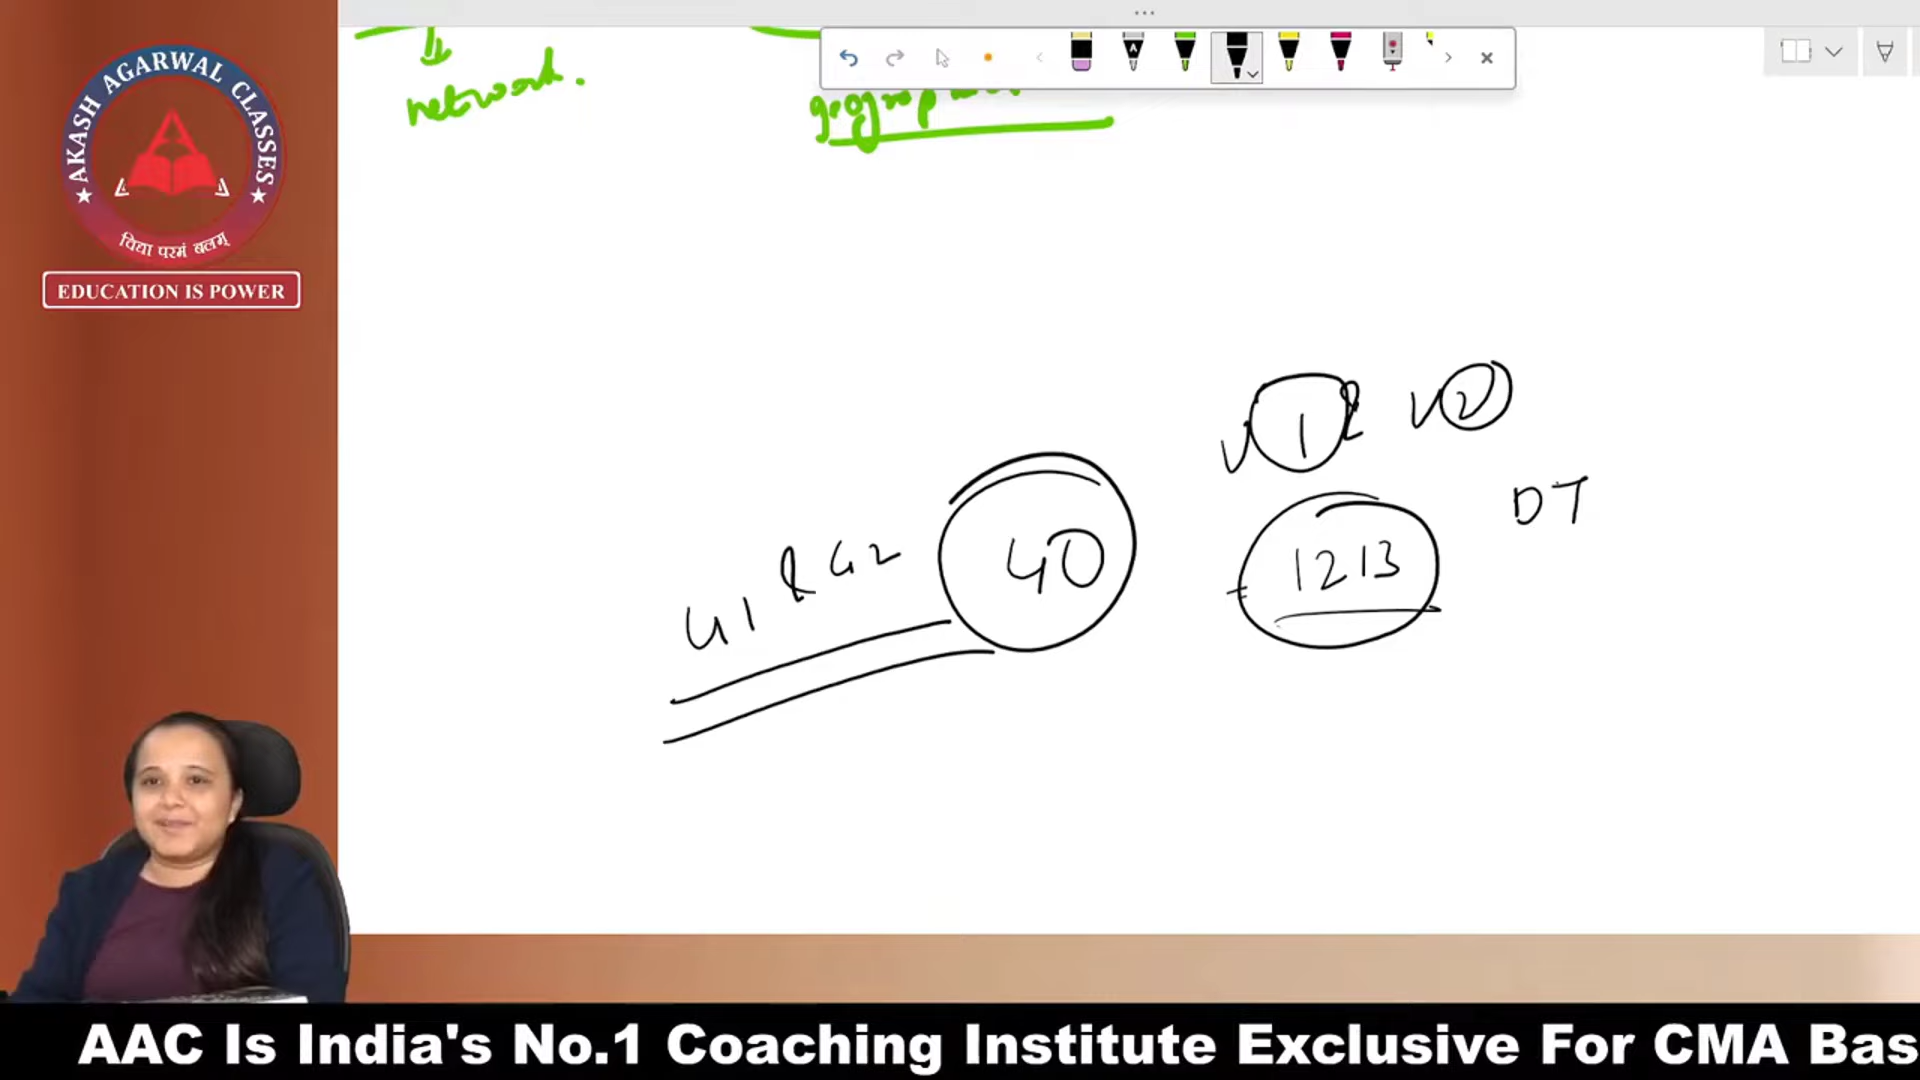 AKASH AGARWAL CLASSES
विद्या परमं बलम्
EDUCATION IS POWER
network.
V1 & V2
DT
G1 & G2
40
1213
AAC Is India's No.1 Coaching Institute Exclusive For CMA Bas